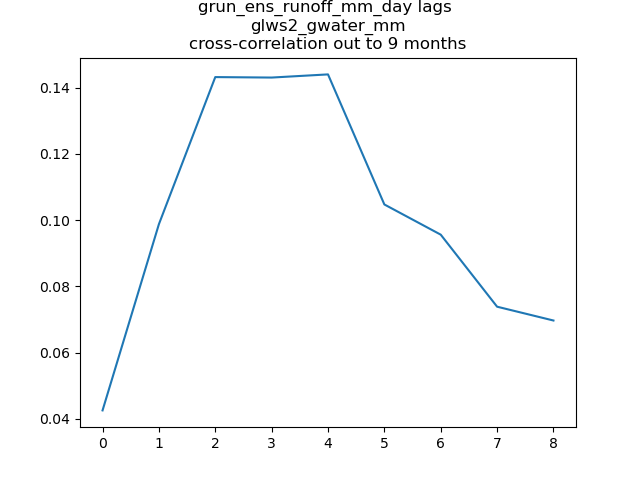 grun_ens_runoff_mm_day lags
glws2_gwater_mm
cross-correlation out to 9 months
0.14
0.12
0.10
0.08
0.06
0.04
0 1 2 3 4 5 6 7 8